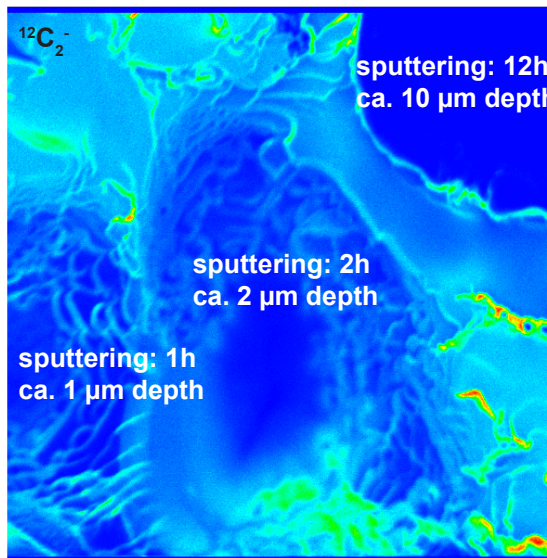 ¹²C₂⁻
sputtering: 12h
ca. 10 µm depth
sputtering: 2h
ca. 2 µm depth
sputtering: 1h
ca. 1 µm depth